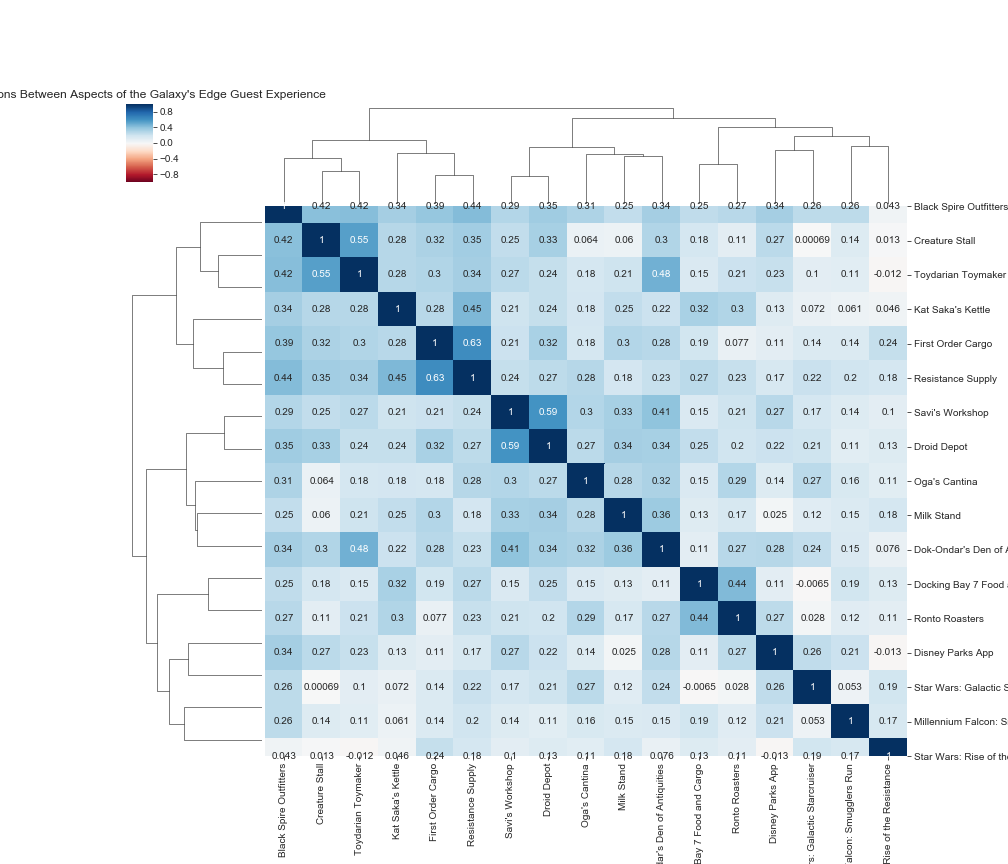 ons Between Aspects of the Galaxy's Edge Guest Experience
0.8
0.4
0.0
−0.4
−0.8
1 0.42 0.42 0.34 0.39 0.44 0.29 0.35 0.31 0.25 0.34 0.25 0.27 0.34 0.26 0.26 0.043 Black Spire Outfitters
0.42 1 0.55 0.28 0.32 0.35 0.25 0.33 0.064 0.06 0.3 0.18 0.11 0.27 0.00069 0.14 0.013 Creature Stall
0.42 0.55 1 0.28 0.3 0.34 0.27 0.24 0.18 0.21 0.48 0.15 0.21 0.23 0.1 0.11 -0.012 Toydarian Toymaker
0.34 0.28 0.28 1 0.28 0.45 0.21 0.24 0.18 0.25 0.22 0.32 0.3 0.13 0.072 0.061 0.046 Kat Saka's Kettle
0.39 0.32 0.3 0.28 1 0.63 0.21 0.32 0.18 0.3 0.28 0.19 0.077 0.11 0.14 0.14 0.24 First Order Cargo
0.44 0.35 0.34 0.45 0.63 1 0.24 0.27 0.28 0.18 0.23 0.27 0.23 0.17 0.22 0.2 0.18 Resistance Supply
0.29 0.25 0.27 0.21 0.21 0.24 1 0.59 0.3 0.33 0.41 0.15 0.21 0.27 0.17 0.14 0.1 Savi's Workshop
0.35 0.33 0.24 0.24 0.32 0.27 0.59 1 0.27 0.34 0.34 0.25 0.2 0.22 0.21 0.11 0.13 Droid Depot
0.31 0.064 0.18 0.18 0.18 0.28 0.3 0.27 1 0.28 0.32 0.15 0.29 0.14 0.27 0.16 0.11 Oga's Cantina
0.25 0.06 0.21 0.25 0.3 0.18 0.33 0.34 0.28 1 0.36 0.13 0.17 0.025 0.12 0.15 0.18 Milk Stand
0.34 0.3 0.48 0.22 0.28 0.23 0.41 0.34 0.32 0.36 1 0.11 0.27 0.28 0.24 0.15 0.076 Dok-Ondar's Den of A
0.25 0.18 0.15 0.32 0.19 0.27 0.15 0.25 0.15 0.13 0.11 1 0.44 0.11 -0.0065 0.19 0.13 Docking Bay 7 Food
0.27 0.11 0.21 0.3 0.077 0.23 0.21 0.2 0.29 0.17 0.27 0.44 1 0.27 0.028 0.12 0.11 Ronto Roasters
0.34 0.27 0.23 0.13 0.11 0.17 0.27 0.22 0.14 0.025 0.28 0.11 0.27 1 0.26 0.21 -0.013 Disney Parks App
0.26 0.00069 0.1 0.072 0.14 0.22 0.17 0.21 0.27 0.12 0.24 -0.0065 0.028 0.26 1 0.053 0.19 Star Wars: Galactic S
0.26 0.14 0.11 0.061 0.14 0.2 0.14 0.11 0.16 0.15 0.15 0.19 0.12 0.21 0.053 1 0.17 Millennium Falcon: S
0.043 0.013 -0.012 0.046 0.24 0.18 0.1 0.13 0.11 0.18 0.076 0.13 0.11 -0.013 0.19 0.17 1 Star Wars: Rise of the
Black Spire Outfitters
Creature Stall
Toydarian Toymaker
Kat Saka's Kettle
First Order Cargo
Resistance Supply
Savi's Workshop
Droid Depot
Oga's Cantina
Milk Stand
lar's Den of Antiquities
Bay 7 Food and Cargo
Ronto Roasters
Disney Parks App
s: Galactic Starcruiser
alcon: Smugglers Run
Rise of the Resistance